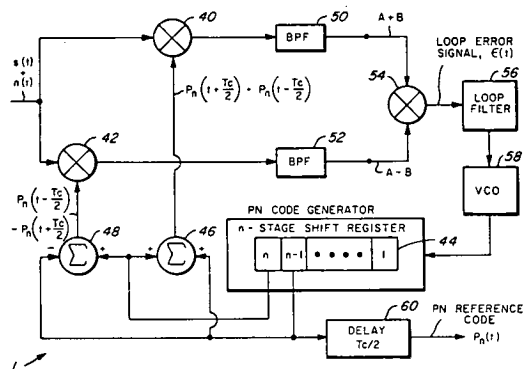 40
50
BPF
A+B
LOOP ERROR
SIGNAL, ϵ(t)
56
LOOP
FILTER
s(t)
+
n(t)
Pn(t+Tc/2) + Pn(t-Tc/2)
54
42
52
BPF
A-B
58
VCO
Pn(t-Tc/2)
-Pn(t+Tc/2)
PN CODE GENERATOR
n-STAGE SHIFT REGISTER
44
n n-1 •••• 1
- Σ + 48
+ Σ + 46
60
DELAY
Tc/2
PN REFERENCE
CODE
Pn(t)
1